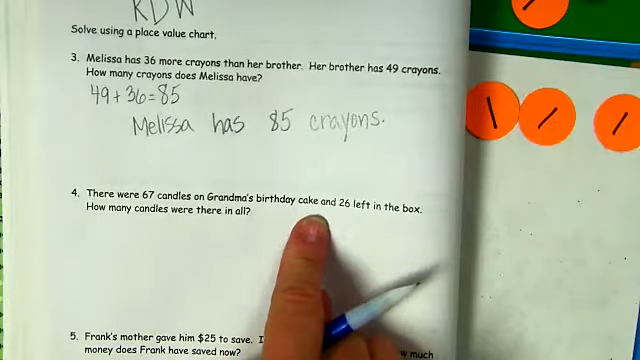 RDW
Solve using a place value chart.
3. Melissa has 36 more crayons than her brother. Her brother has 49 crayons.
How many crayons does Melissa have?
49 + 36 = 85
Melissa has 85 crayons.
4. There were 67 candles on Grandma's birthday cake and 26 left in the box.
How many candles were there in all?
5. Frank's mother gave him $25 to save.
money does Frank have saved now? w much